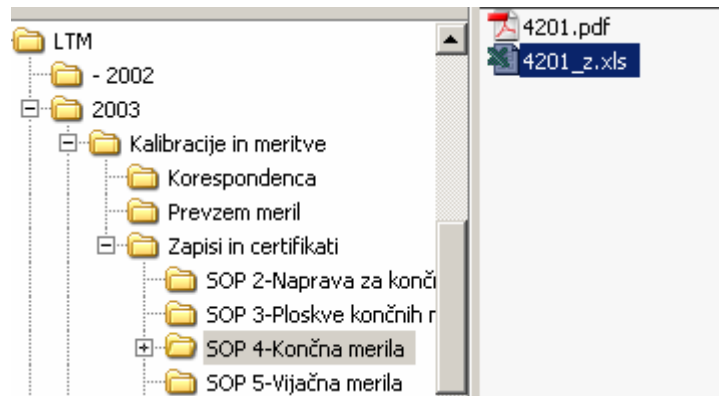 LTM
- 2002
2003
Kalibracije in meritve
Korespondenca
Prevzem meril
Zapisi in certifikati
SOP 2-Naprava za konč
SOP 3-Ploskve končnih
SOP 4-Končna merila
SOP 5-Vijačna merila
4201.pdf
4201_z.xls